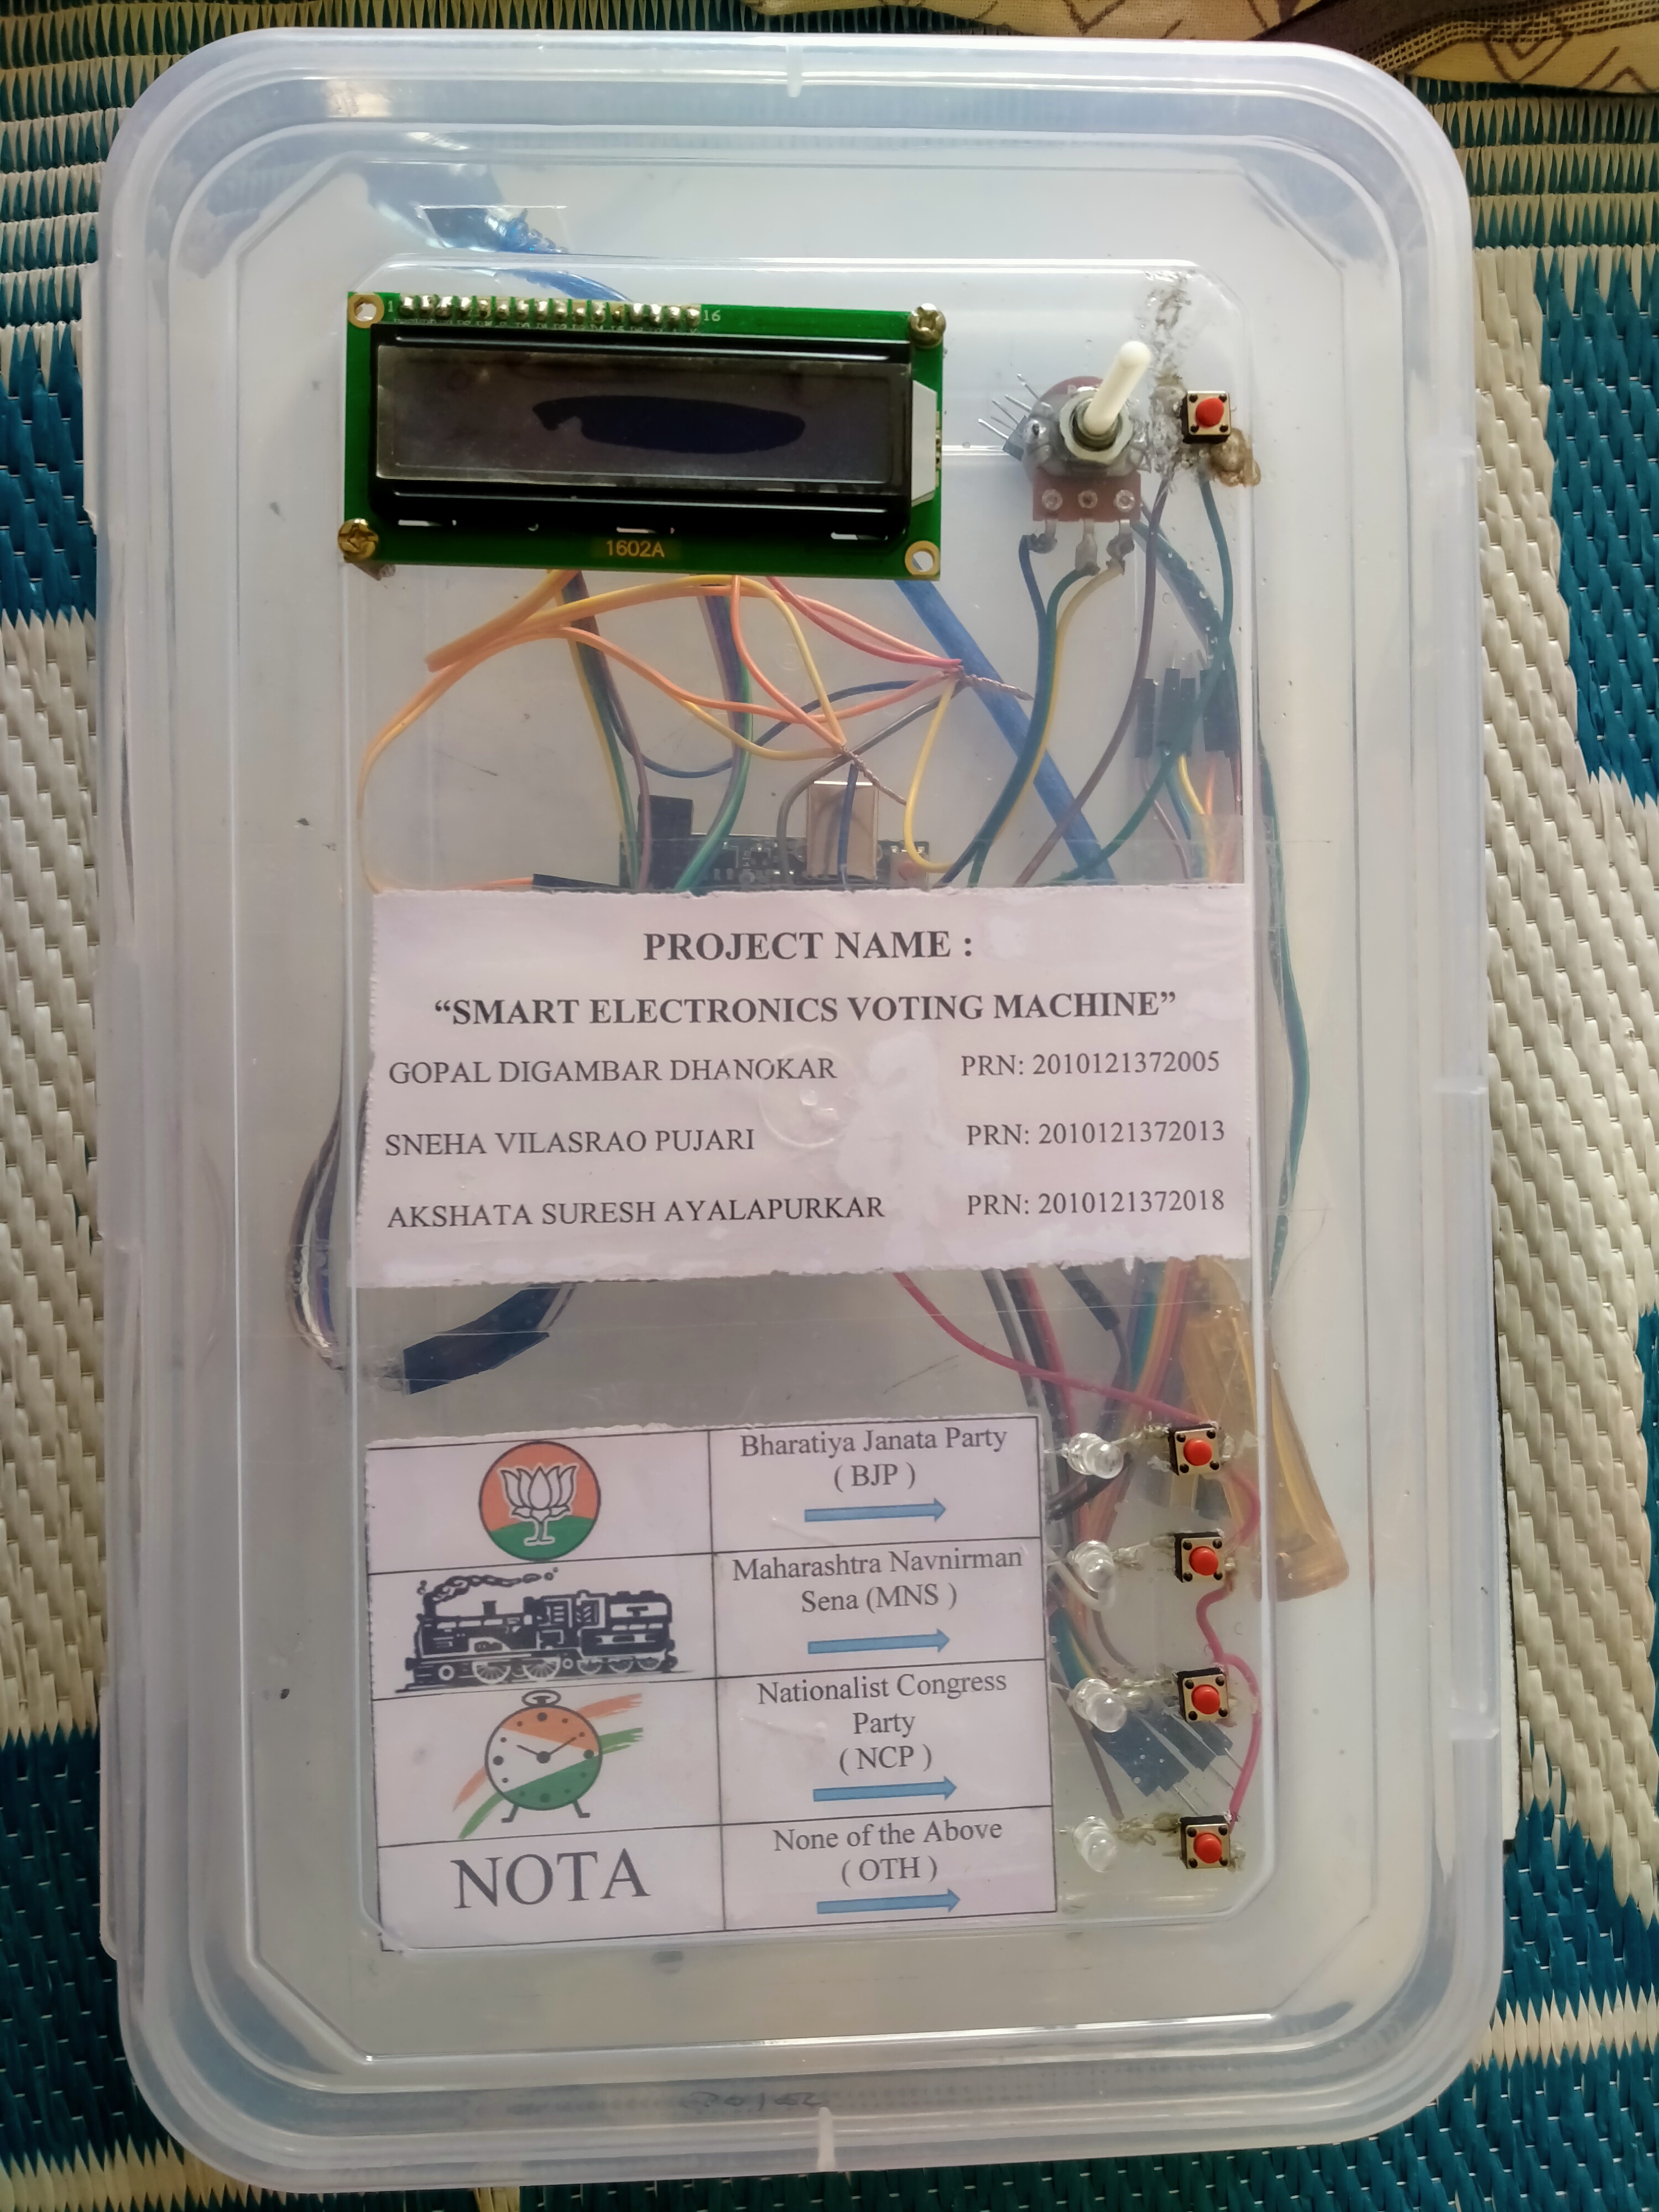 1
16
1602A
PROJECT NAME :
“SMART ELECTRONICS VOTING MACHINE”
GOPAL DIGAMBAR DHANOKAR PRN: 2010121372005
SNEHA VILASRAO PUJARI PRN: 2010121372013
AKSHATA SURESH AYALAPURKAR PRN: 2010121372018
Bharatiya Janata Party
( BJP )
Maharashtra Navnirman
Sena (MNS )
Nationalist Congress
Party
( NCP )
NOTA
None of the Above
( OTH )